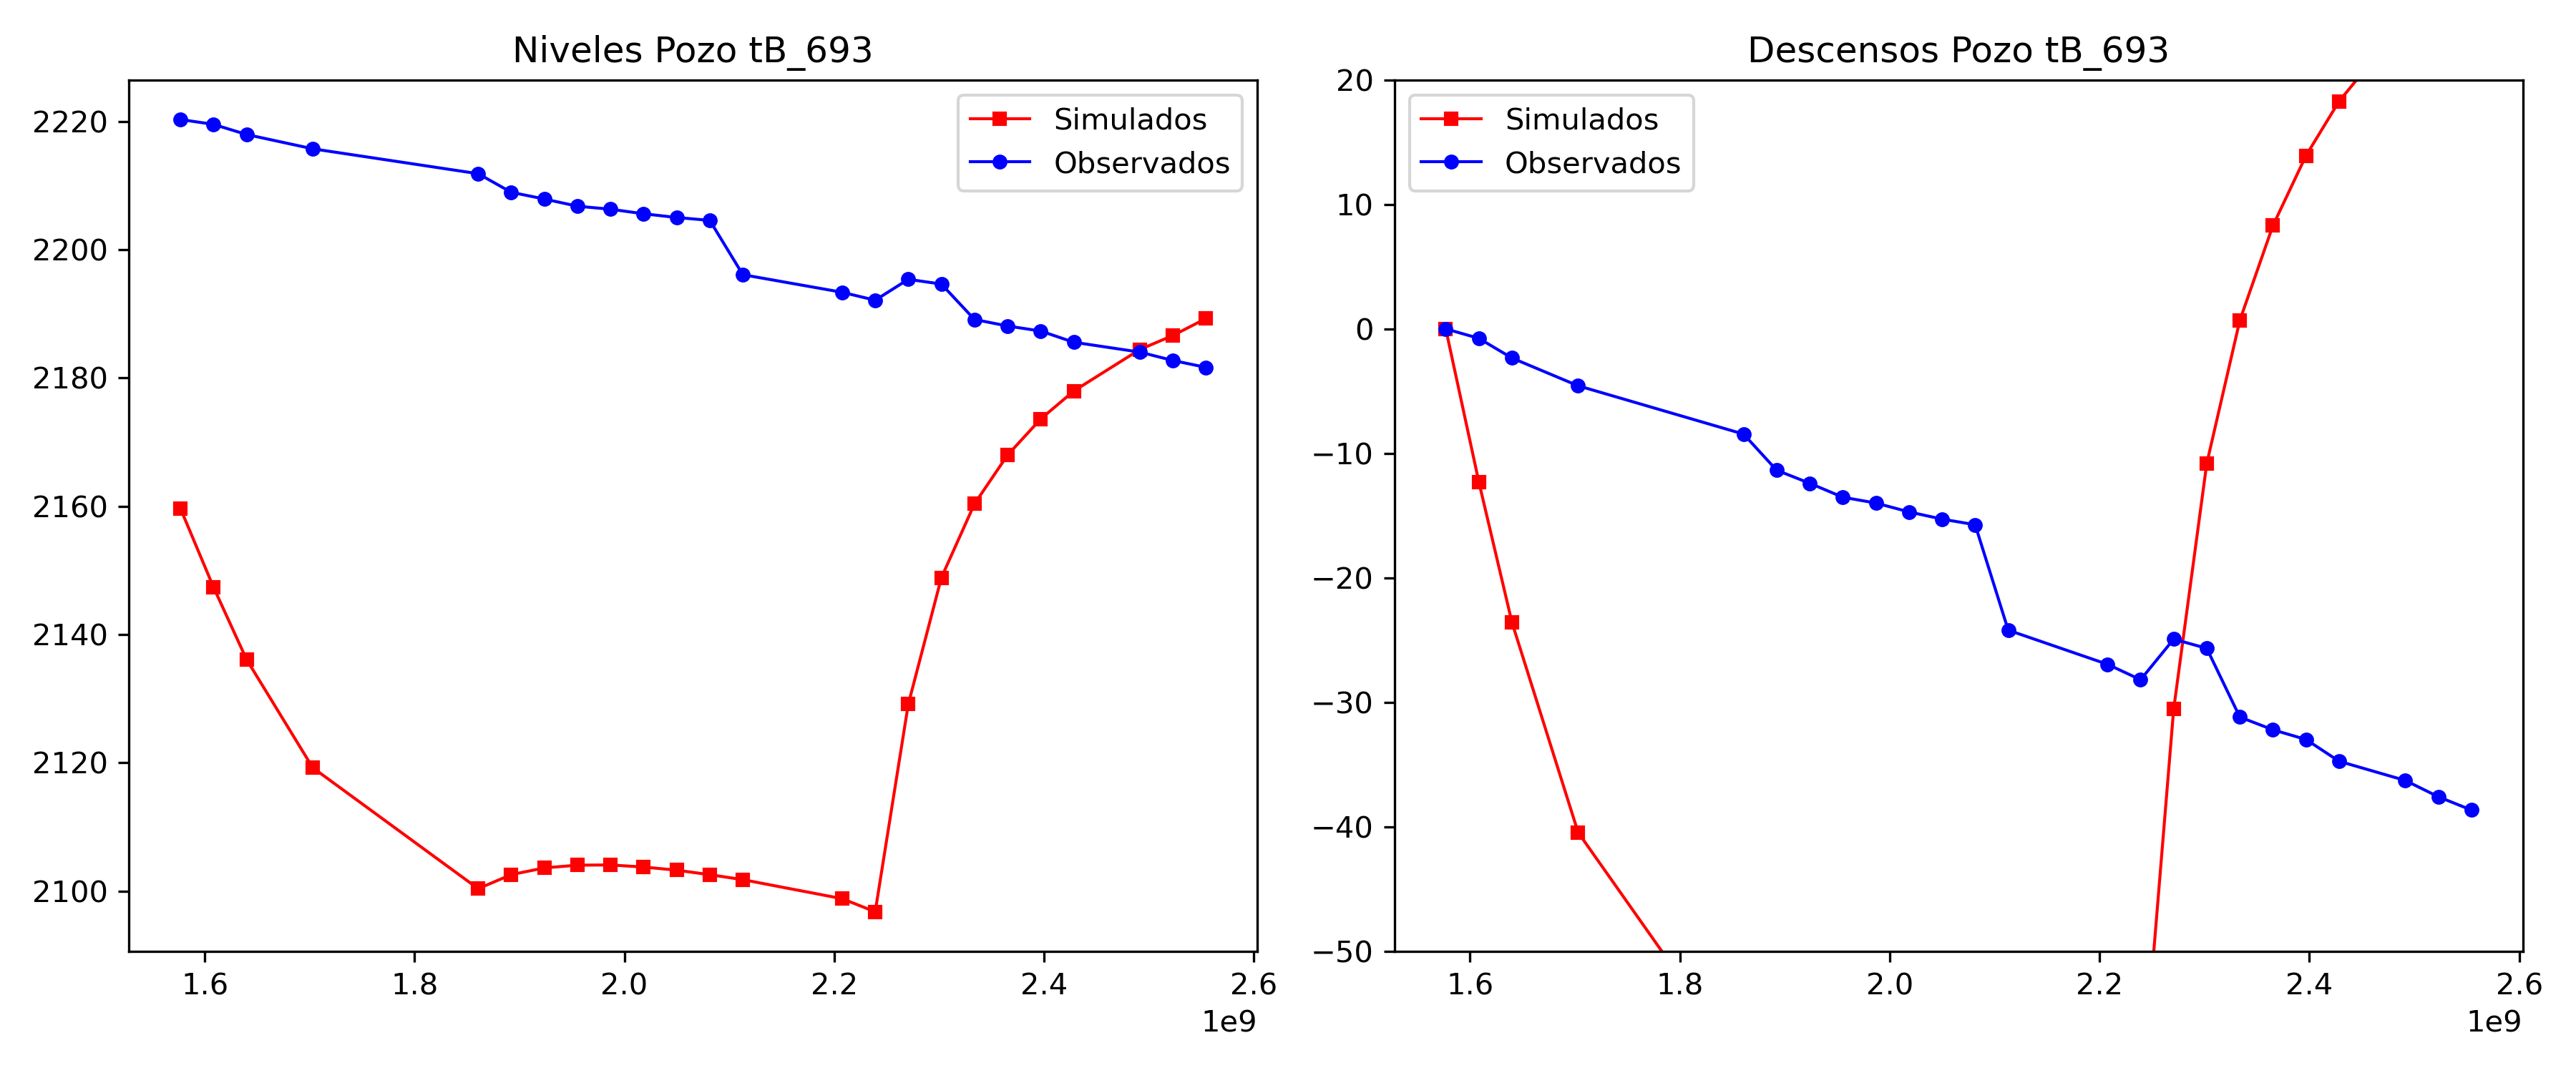 Niveles Pozo tB_693
Simulados
Observados
2220
2200
2180
2160
2140
2120
2100
1.6 1.8 2.0 2.2 2.4 2.6
1e9
Descensos Pozo tB_693
Simulados
Observados
20
10
0
−10
−20
−30
−40
−50
1.6 1.8 2.0 2.2 2.4 2.6
1e9